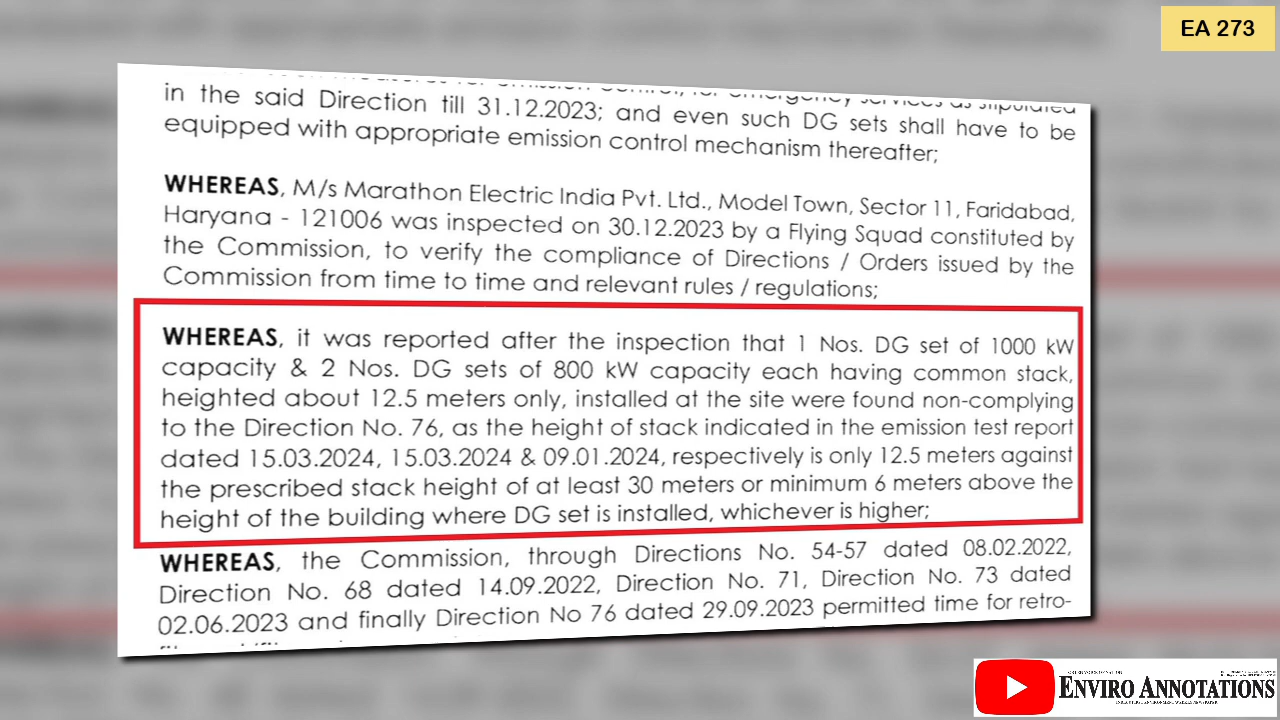 EA 273
in the said Direction till 31.12.2023; and even such DG sets shall have to be
equipped with appropriate emission control mechanism thereafter;
WHEREAS, M/s Marathon Electric India Pvt. Ltd., Model Town, Sector 11, Faridabad,
Haryana - 121006 was inspected on 30.12.2023 by a Flying Squad constituted by
the Commission, to verify the compliance of Directions / Orders issued by the
Commission from time to time and relevant rules / regulations;
WHEREAS, it was reported after the inspection that 1 Nos. DG set of 1000 kW
capacity & 2 Nos. DG sets of 800 kW capacity each having common stack,
heighted about 12.5 meters only, installed at the site were found non-complying
to the Direction No. 76, as the height of stack indicated in the emission test report
dated 15.03.2024, 15.03.2024 & 09.01.2024, respectively is only 12.5 meters against
the prescribed stack height of at least 30 meters or minimum 6 meters above the
height of the building where DG set is installed, whichever is higher;
WHEREAS, the Commission, through Directions No. 54-57 dated 08.02.2022,
Direction No. 68 dated 14.09.2022, Direction No. 71, Direction No. 73 dated
02.06.2023 and finally Direction No 76 dated 29.09.2023 permitted time for retro-
ENVIRO ANNOTATIONS